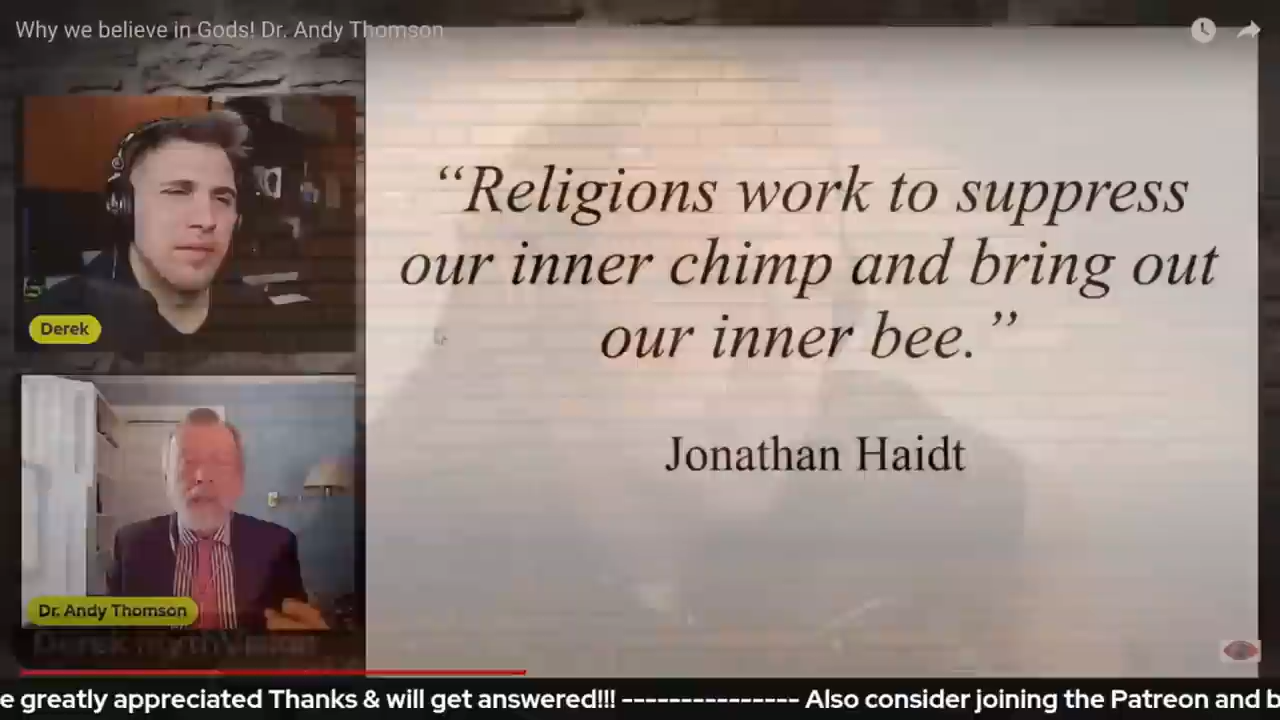 Why we believe in Gods! Dr. Andy Thomson
“Religions work to suppress
our inner chimp and bring out
our inner bee.”
Jonathan Haidt
Derek
Dr. Andy Thomson
Derek MythVision
e greatly appreciated Thanks & will get answered!!! --------------- Also consider joining the Patreon and b